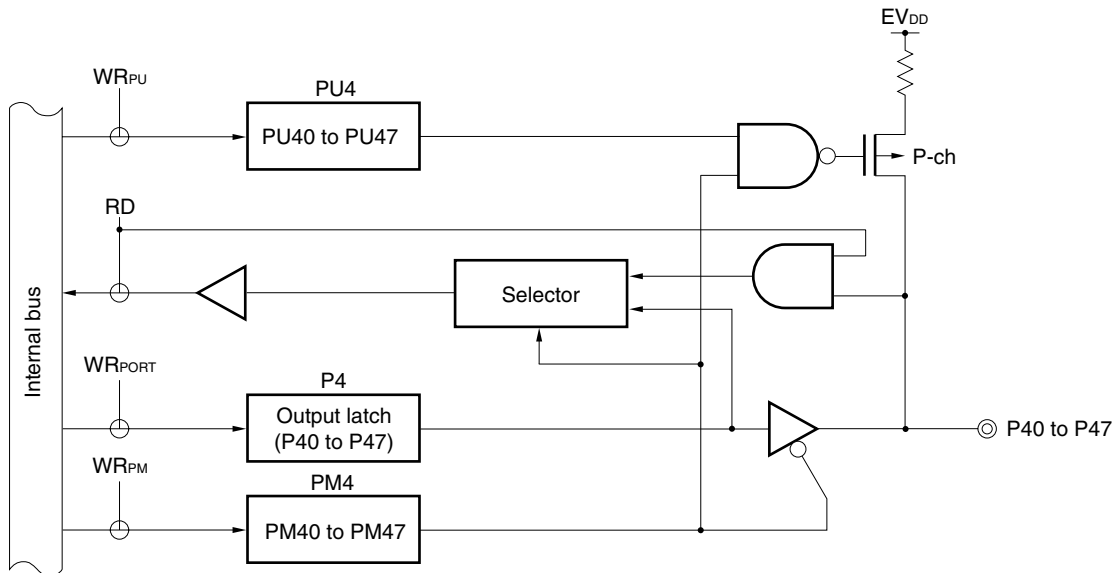 EVDD
WRPU
PU4
PU40 to PU47
P-ch
RD
Selector
Internal bus
WRPORT
P4
Output latch
(P40 to P47)
P40 to P47
WRPM
PM4
PM40 to PM47